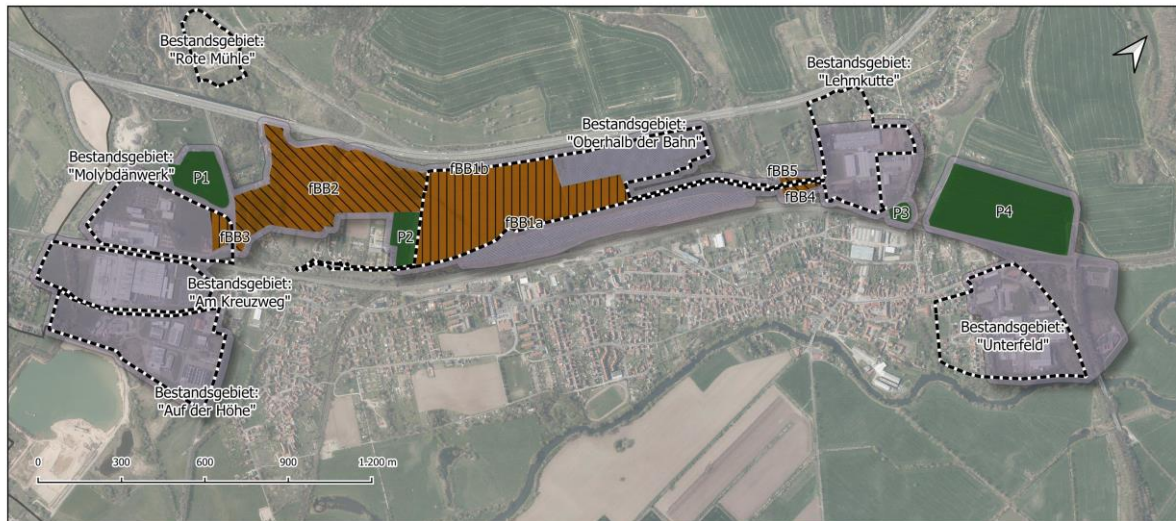 Bestandsgebiet:
"Rote Mühle"
Bestandsgebiet:
"Lehmkutte"
Bestandsgebiet:
"Oberhalb der Bahn"
Bestandsgebiet:
"Molybdänwerk"
P1
fBB1b
fBB2
fBB5
fBB4
fBB1a
P2
fBB3
P3
P4
Bestandsgebiet:
"Am Kreuzweg"
Bestandsgebiet:
"Unterfeld"
Bestandsgebiet:
"Auf der Höhe"
0 300 600 900 1.200 m